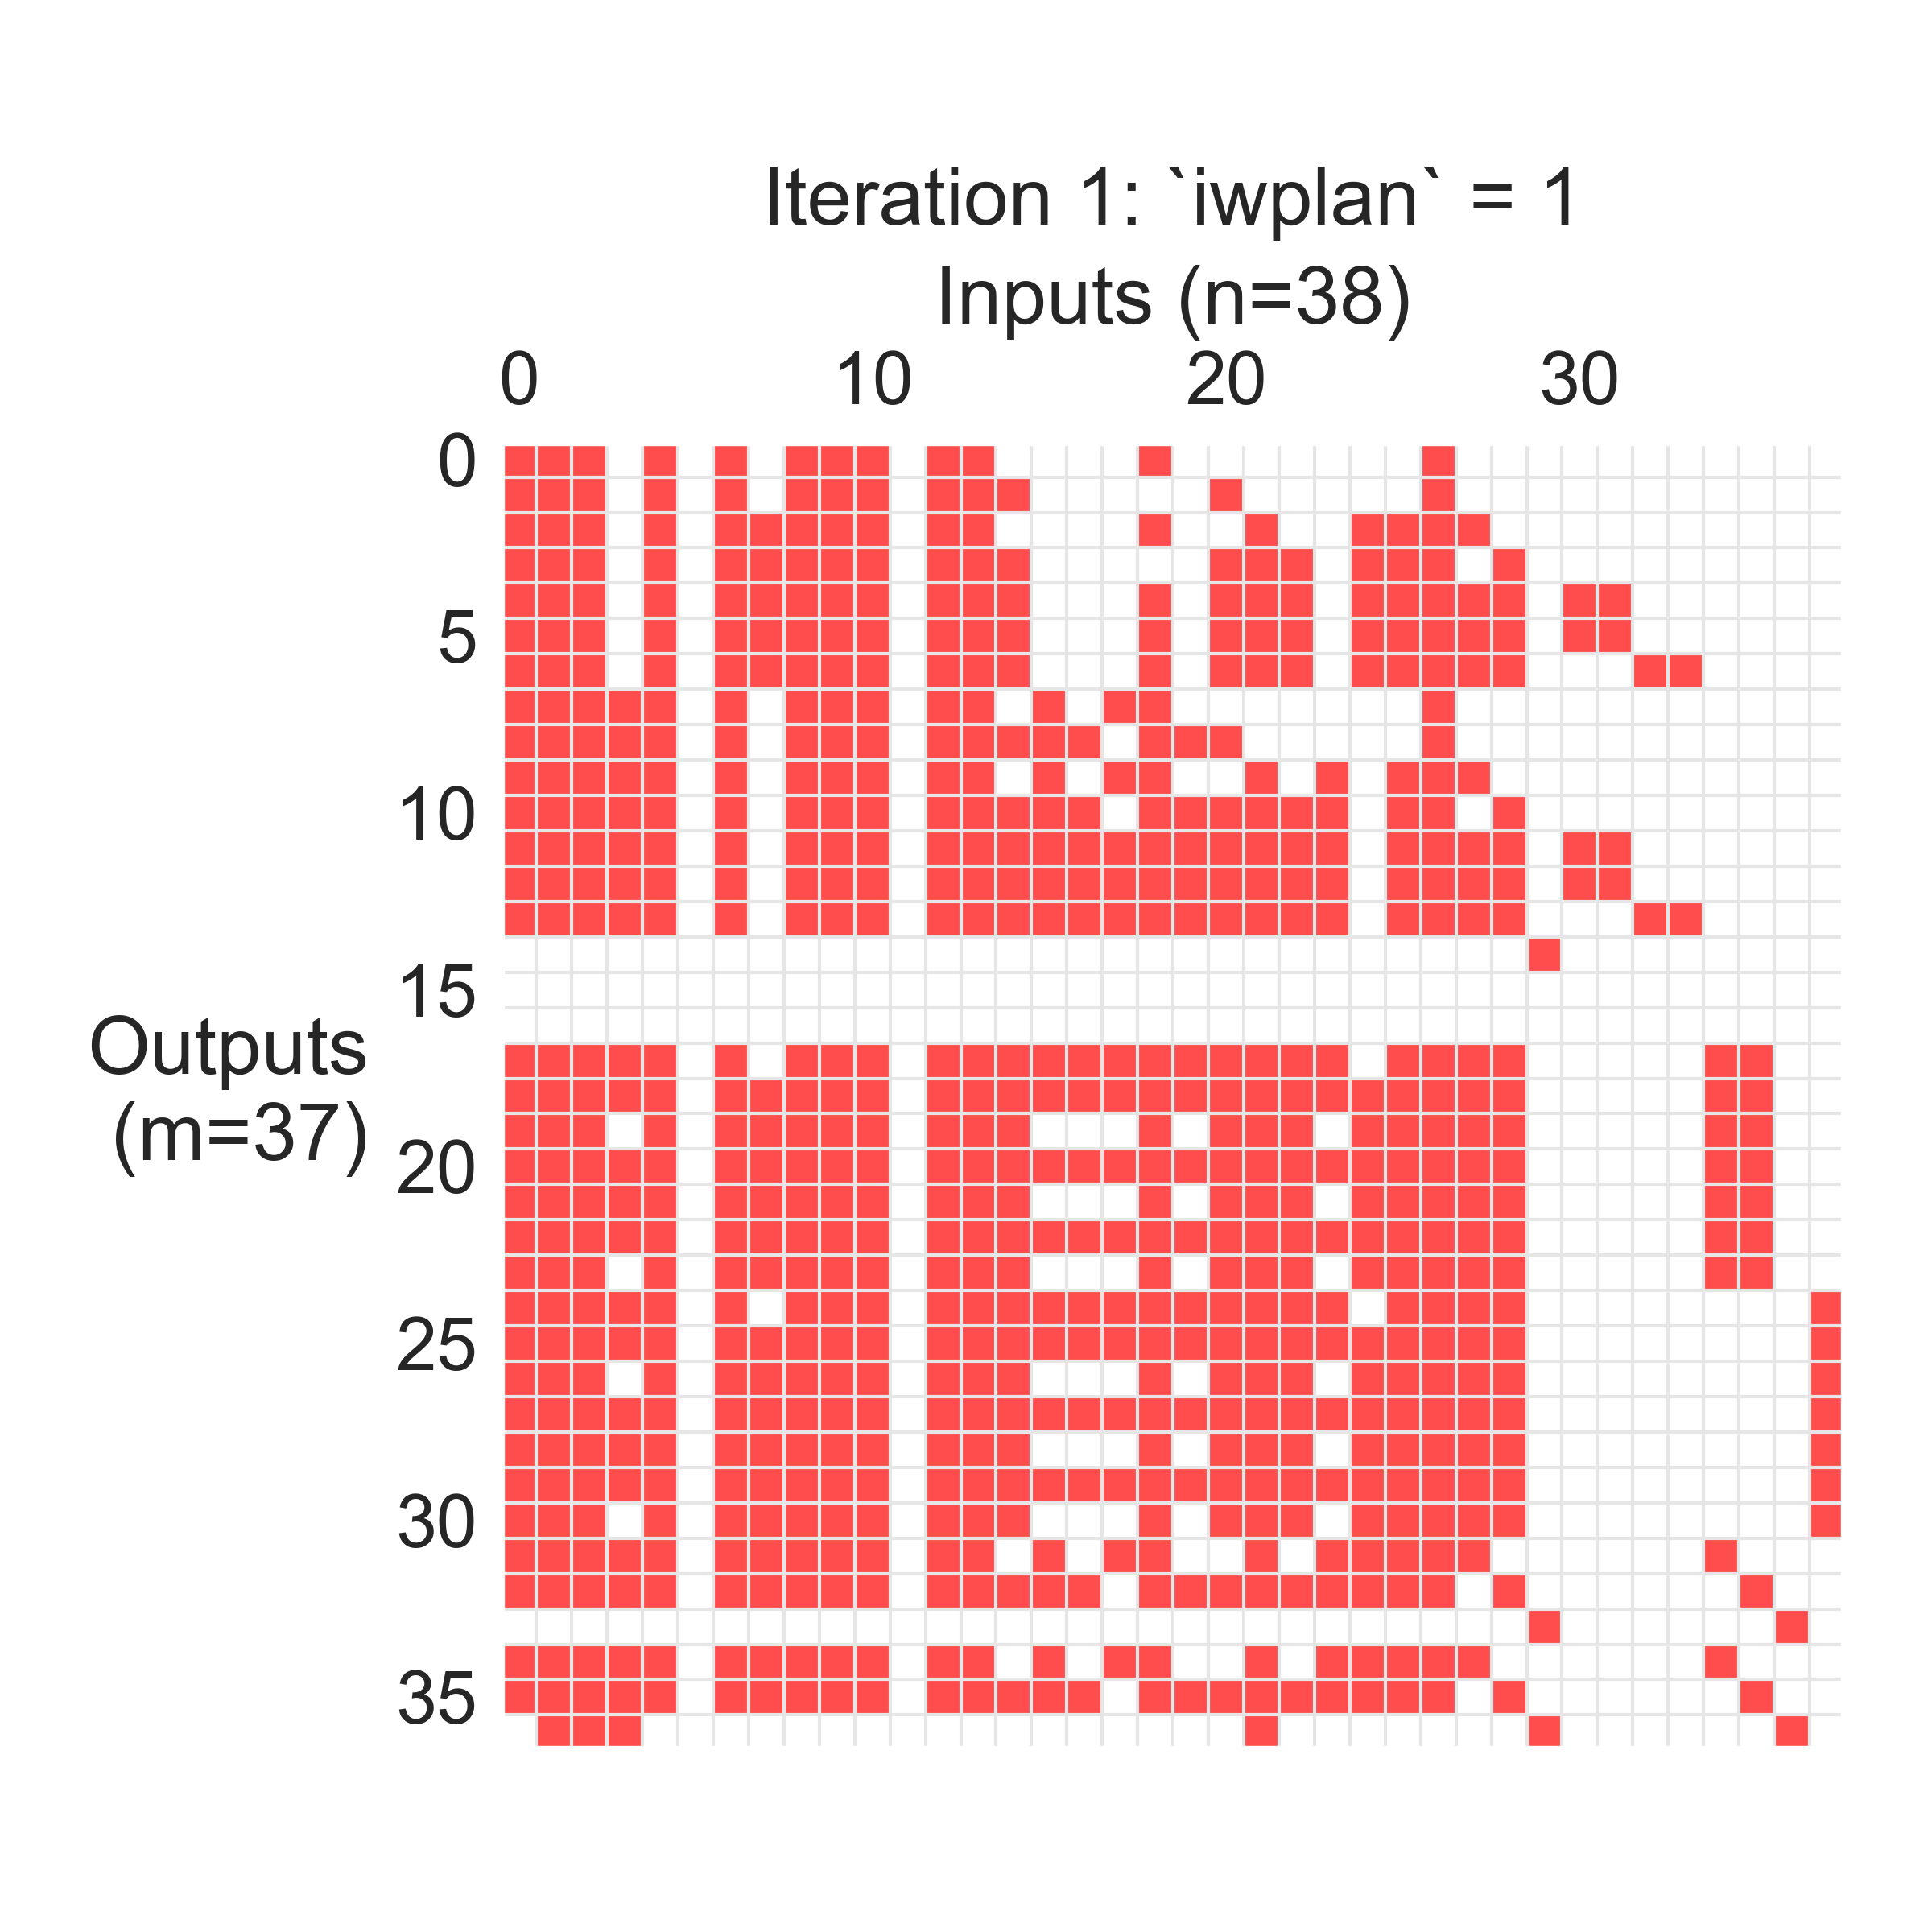 Iteration 1: `iwplan` = 1
Inputs (n=38)
0 10 20 30
0
5
10
15
Outputs
(m=37)
20
25
30
35